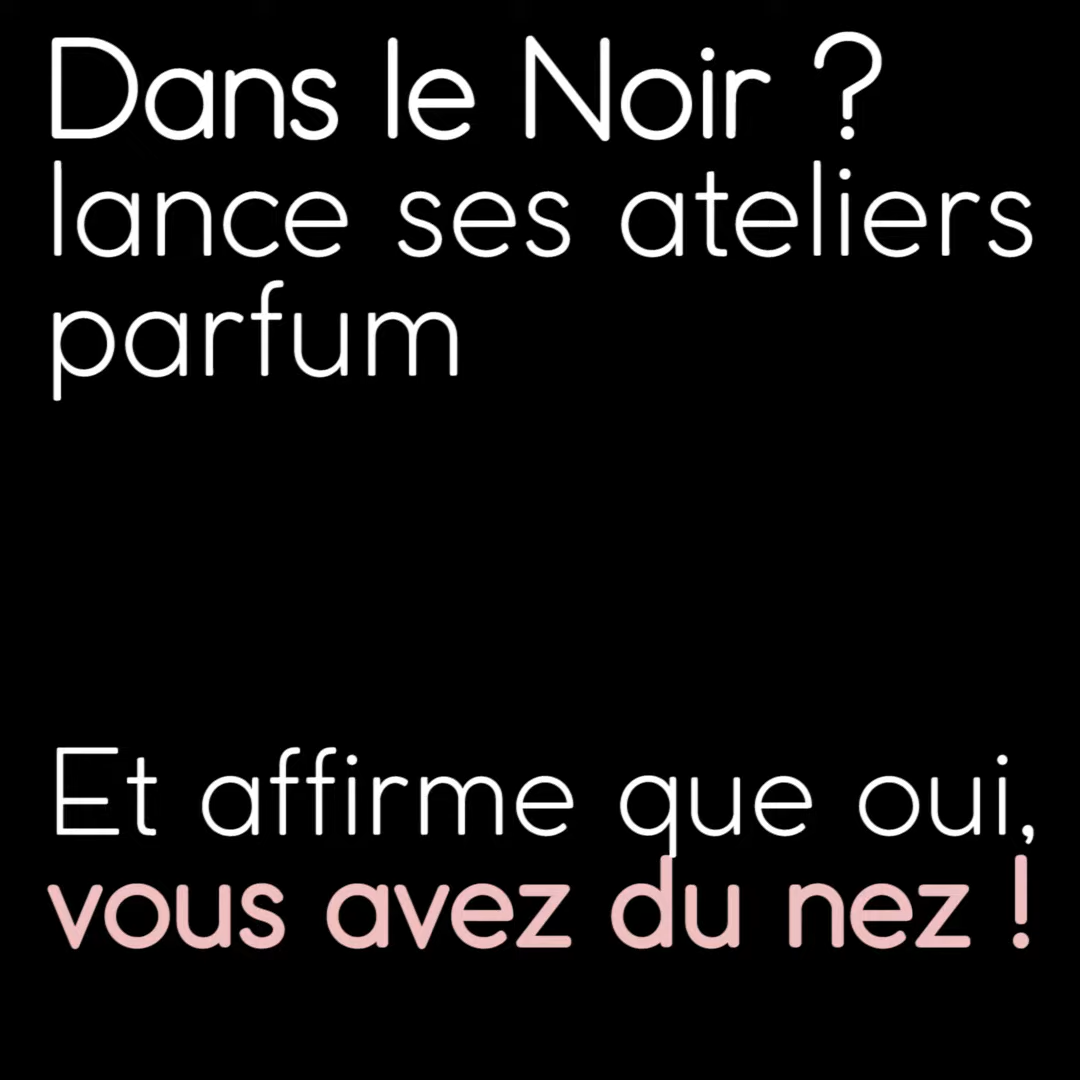 Dans le Noir ?
lance ses ateliers
parfum
Et affirme que oui,
vous avez du nez !